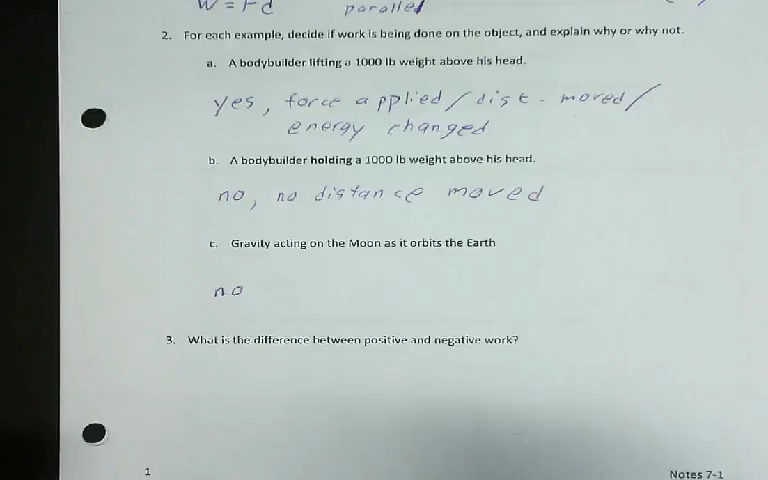 W = F d parallel
2. For each example, decide if work is being done on the object, and explain why or why not.
a. A bodybuilder lifting a 1000 lb weight above his head.
yes, force applied / dist. moved /
energy changed
b. A bodybuilder holding a 1000 lb weight above his head.
no, no distance moved
c. Gravity acting on the Moon as it orbits the Earth
no
3. What is the difference between positive and negative work?
1 Notes 7-1